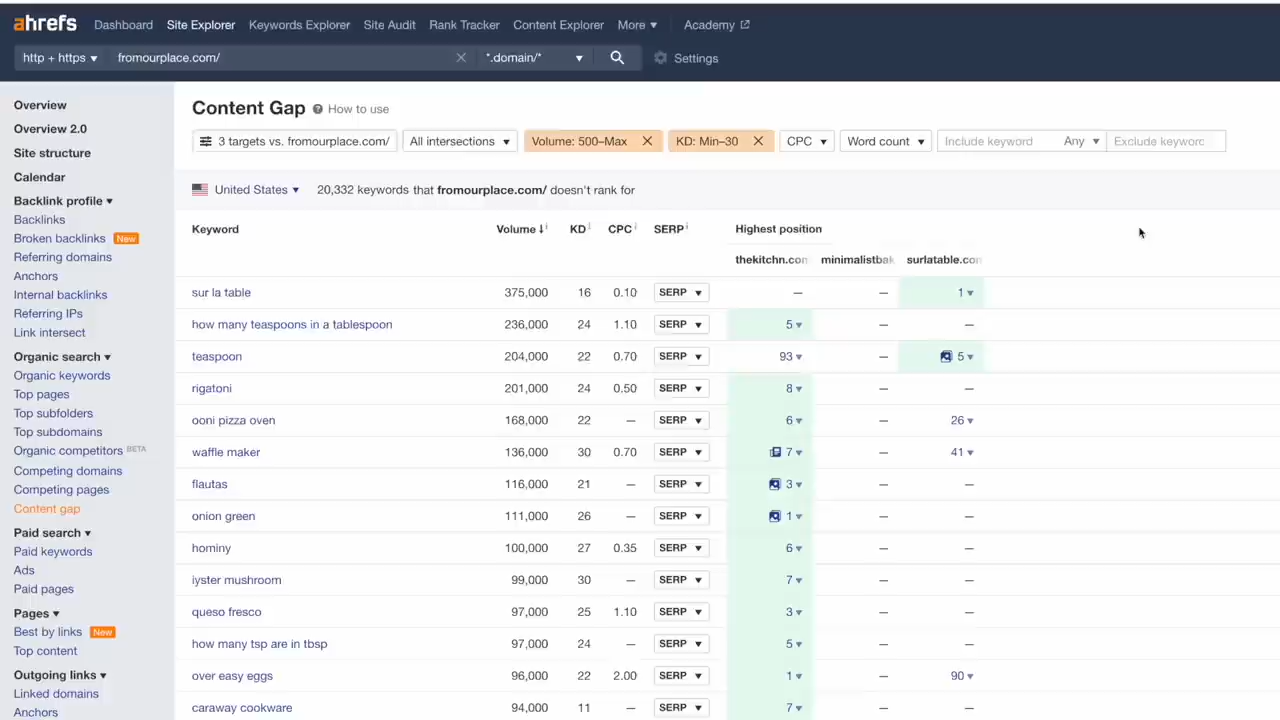 ahrefs Dashboard Site Explorer Keywords Explorer Site Audit Rank Tracker Content Explorer More Academy
http + https fromourplace.com/ *.domain/* Settings
Overview
Overview 2.0
Site structure
Calendar
Backlink profile
Backlinks
Broken backlinks New
Referring domains
Anchors
Internal backlinks
Referring IPs
Link intersect
Organic search
Organic keywords
Top pages
Top subfolders
Top subdomains
Organic competitors BETA
Competing domains
Competing pages
Content gap
Paid search
Paid keywords
Ads
Paid pages
Pages
Best by links New
Top content
Outgoing links
Linked domains
Anchors
Content Gap ? How to use
3 targets vs. fromourplace.com/ All intersections Volume: 500–Max KD: Min–30 CPC Word count Include keyword Any Exclude keyword
United States 20,332 keywords that fromourplace.com/ doesn't rank for
Keyword Volume KD CPC SERP Highest position
thekitchn.con minimalistbak surlatable.con
sur la table 375,000 16 0.10 SERP — — 1
how many teaspoons in a tablespoon 236,000 24 1.10 SERP 5 — —
teaspoon 204,000 22 0.70 SERP 93 — 5
rigatoni 201,000 24 0.50 SERP 8 — —
ooni pizza oven 168,000 22 — SERP 6 — 26
waffle maker 136,000 30 0.70 SERP 7 — 41
flautas 116,000 21 — SERP 3 — —
onion green 111,000 26 — SERP 1 — —
hominy 100,000 27 0.35 SERP 6 — —
iyster mushroom 99,000 30 — SERP 7 — —
queso fresco 97,000 25 1.10 SERP 3 — —
how many tsp are in tbsp 97,000 24 — SERP 5 — —
over easy eggs 96,000 22 2.00 SERP 1 — 90
caraway cookware 94,000 11 — SERP 7 — —